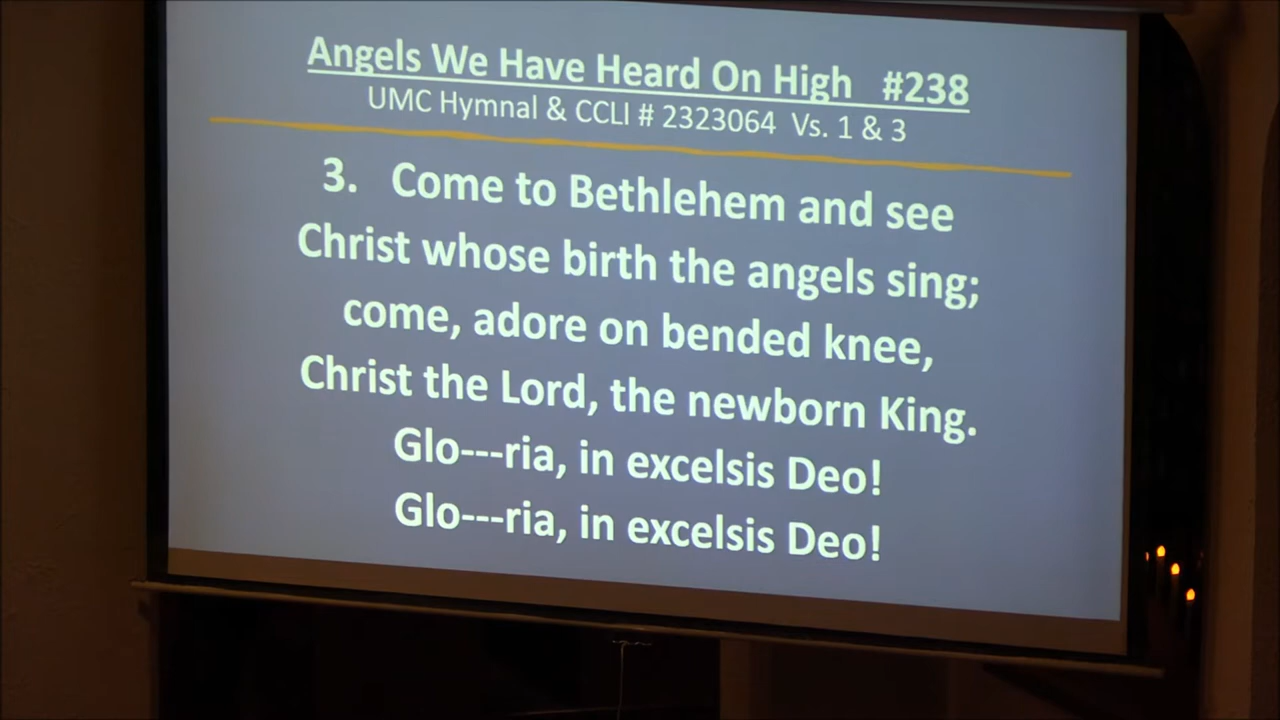 Angels We Have Heard On High #238
UMC Hymnal & CCLI # 2323064 Vs. 1 & 3
3. Come to Bethlehem and see
Christ whose birth the angels sing;
come, adore on bended knee,
Christ the Lord, the newborn King.
Glo---ria, in excelsis Deo!
Glo---ria, in excelsis Deo!